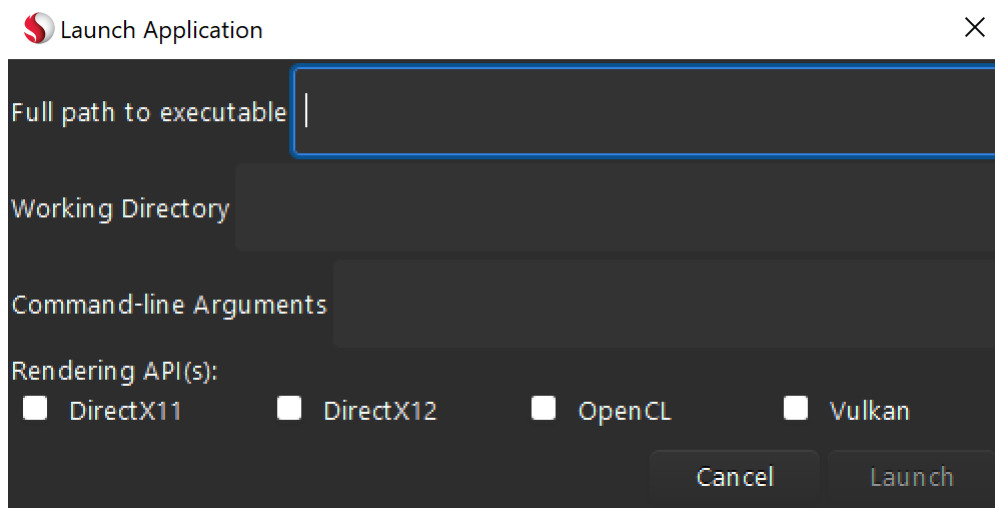 Launch Application
Full path to executable
Working Directory
Command-line Arguments
Rendering API(s):
DirectX11 DirectX12 OpenCL Vulkan
Cancel Launch